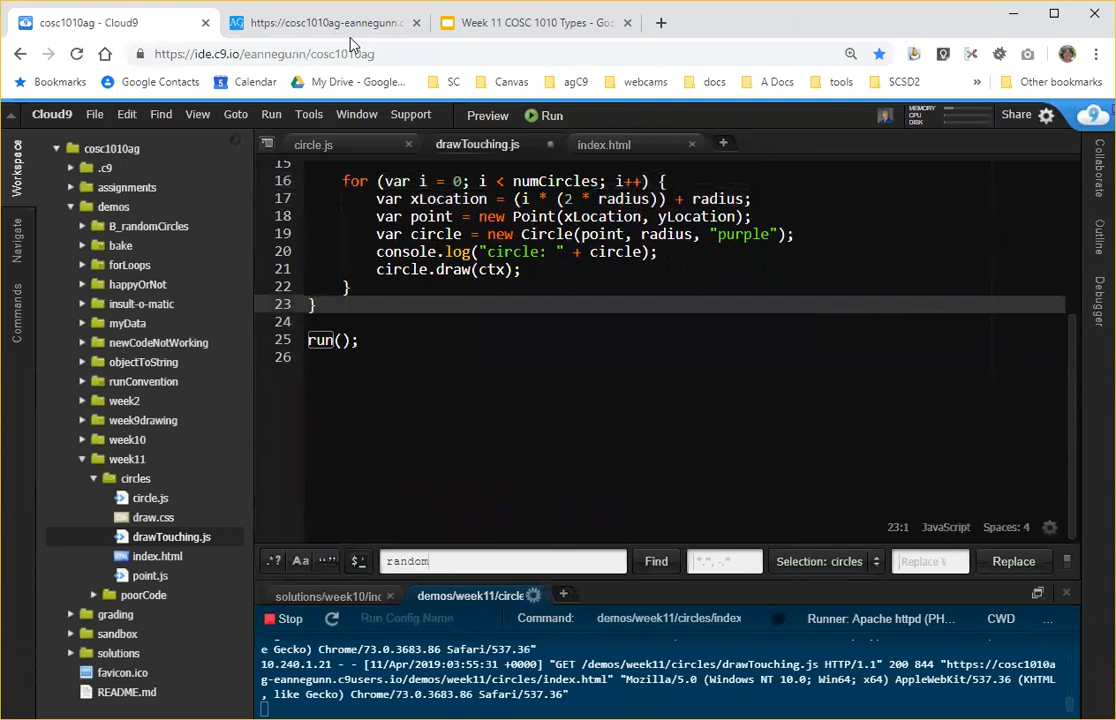 cosc1010ag - Cloud9
https://cosc1010ag-eannegunn.c
Week 11 COSC 1010 Types - Goo
https://ide.c9.io/eannegunn/cosc1010ag
Bookmarks
Google Contacts
Calendar
My Drive - Google...
SC
Canvas
agC9
webcams
docs
A Docs
tools
SCSD2
»
Other bookmarks
Cloud9 File Edit Find View Goto Run Tools Window Support Preview Run
MEMORY
CPU
DISK
Share
Workspace
Navigate
Commands
cosc1010ag
.c9
assignments
demos
B_randomCircles
bake
forLoops
happyOrNot
insult-o-matic
myData
newCodeNotWorking
objectToString
runConvention
week2
week9drawing
week10
week11
circles
circle.js
draw.css
drawTouching.js
index.html
point.js
poorCode
grading
sandbox
solutions
favicon.ico
README.md
circle.js
drawTouching.js
index.html
15
16 for (var i = 0; i < numCircles; i++) {
17 var xLocation = (i * (2 * radius)) + radius;
18 var point = new Point(xLocation, yLocation);
19 var circle = new Circle(point, radius, "purple");
20 console.log("circle: " + circle);
21 circle.draw(ctx);
22 }
23 }
24
25 run();
26
23:1 JavaScript Spaces: 4
.? Aa "" $_
random
Find
*.*, -.*
Selection: circles
Replace
Replace
solutions/week10/ind
demos/week11/circle
Stop
Run Config Name
Command:
demos/week11/circles/index
Runner: Apache httpd (PH...
CWD
...
e Gecko) Chrome/73.0.3683.86 Safari/537.36"
10.240.1.21 - - [11/Apr/2019:03:55:31 +0000] "GET /demos/week11/circles/drawTouching.js HTTP/1.1" 200 844 "https://cosc1010a
g-eannegunn.c9users.io/demos/week11/circles/index.html" "Mozilla/5.0 (Windows NT 10.0; Win64; x64) AppleWebKit/537.36 (KHTML
, like Gecko) Chrome/73.0.3683.86 Safari/537.36"
Collaborate
Outline
Debugger